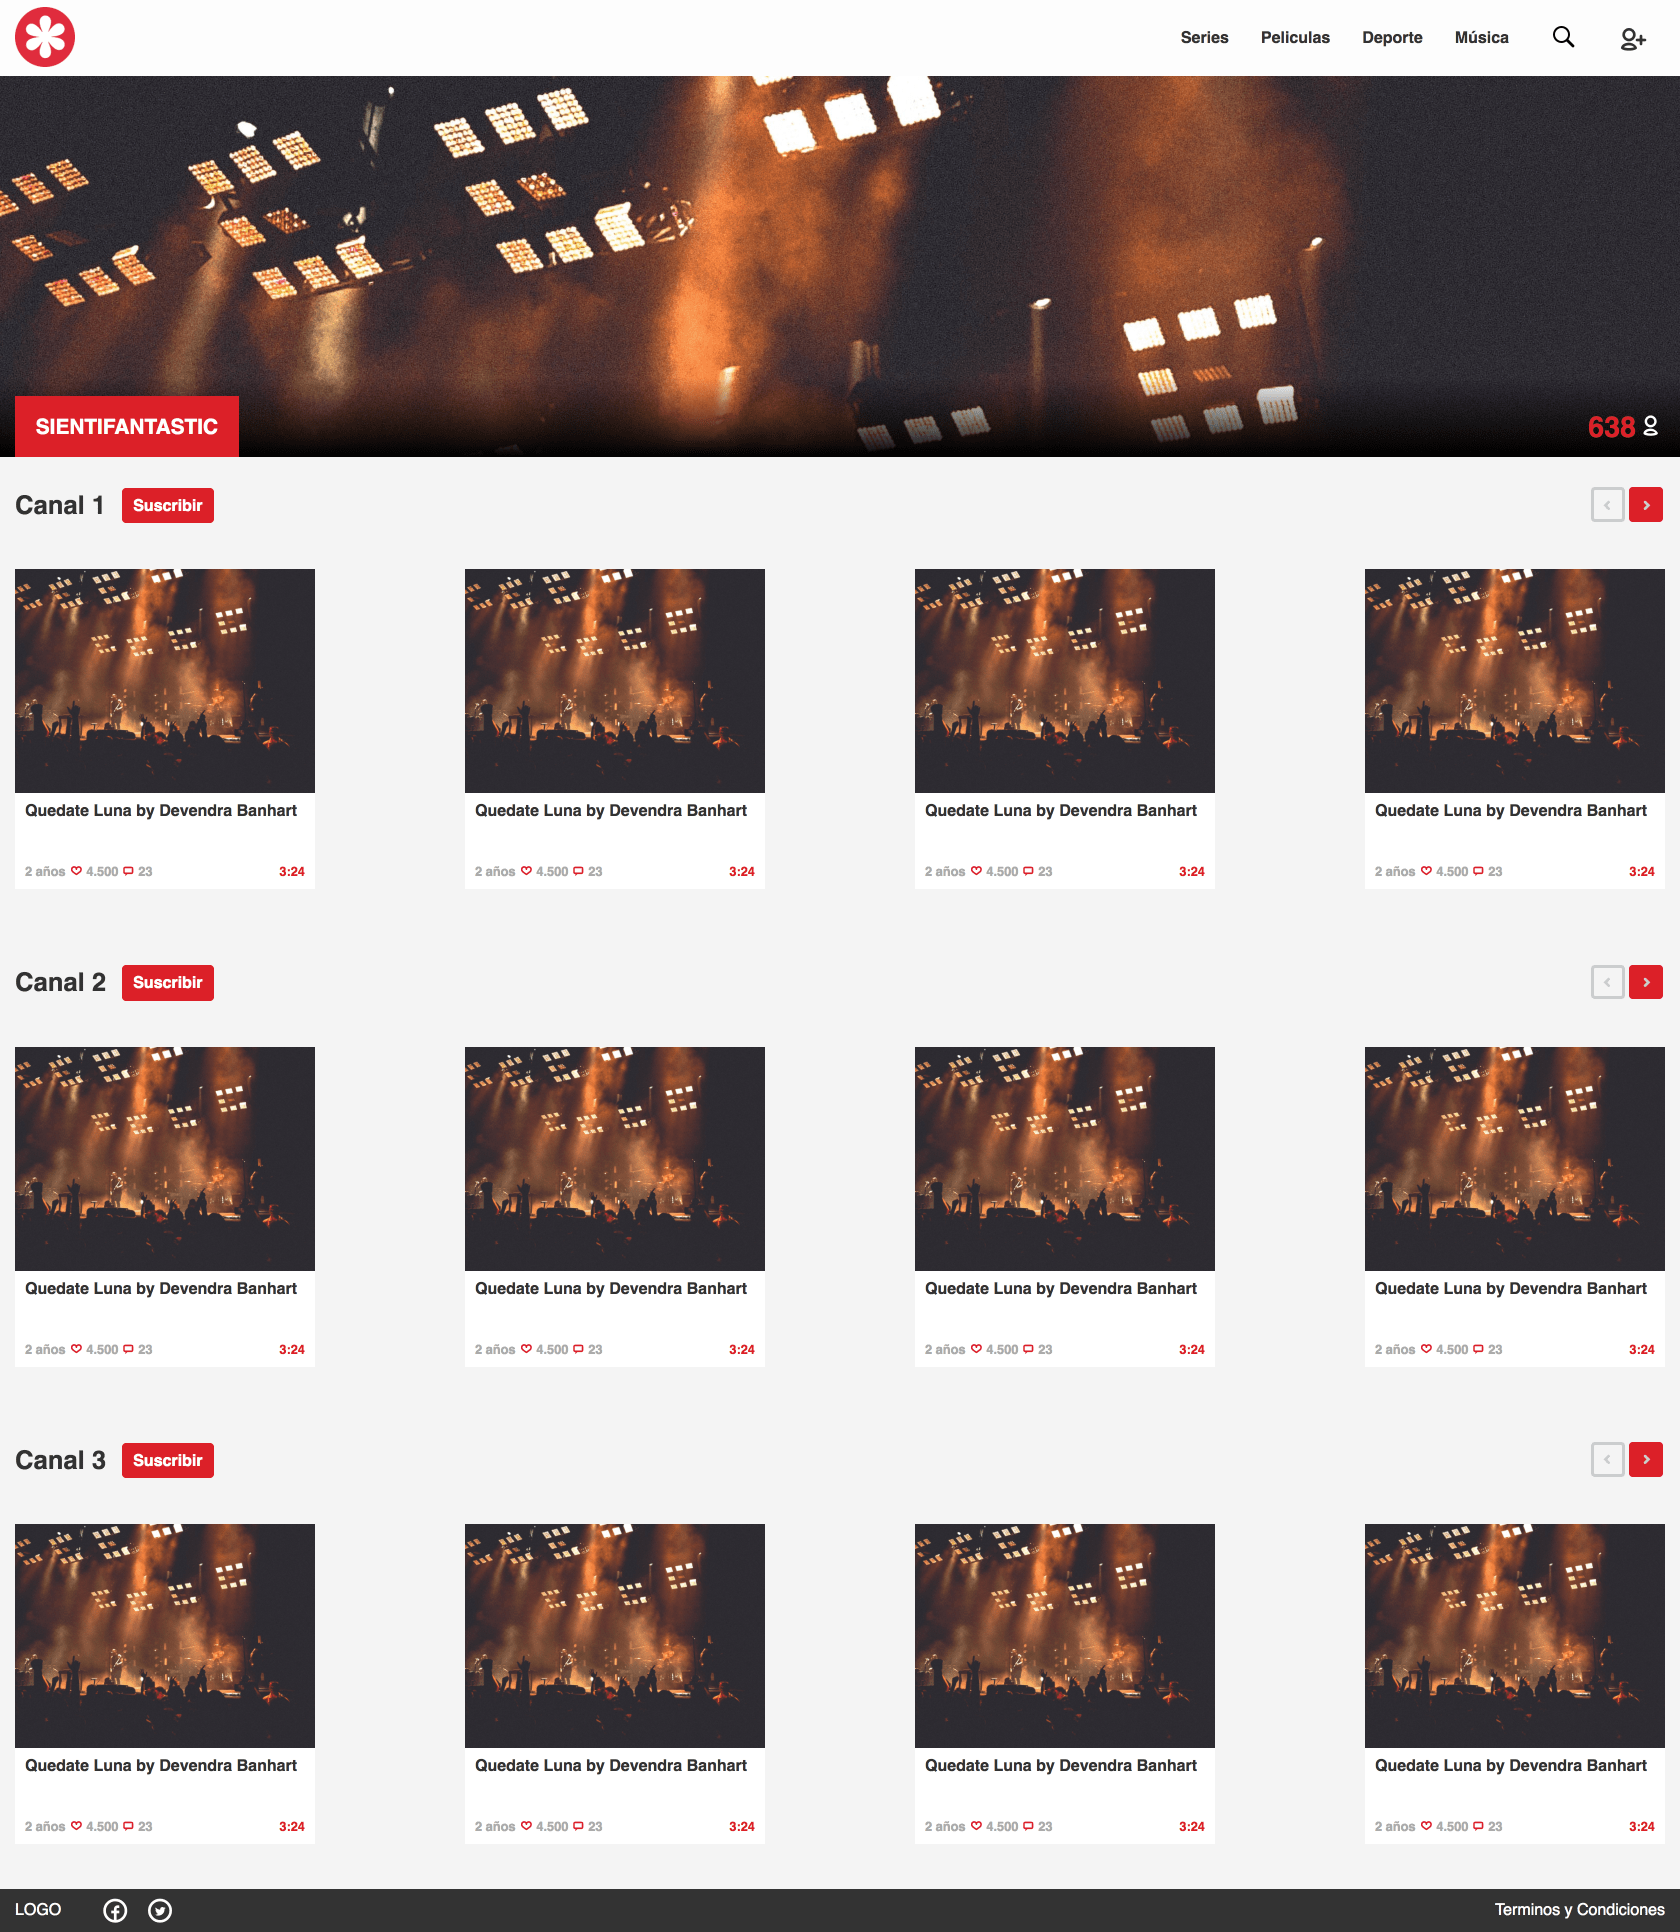 Series Peliculas Deporte Música
SIENTIFANTASTIC 638
Canal 1 Suscribir
Quedate Luna by Devendra Banhart Quedate Luna by Devendra Banhart Quedate Luna by Devendra Banhart Quedate Luna by Devendra Banhart
2 años 4.500 23 3:24 2 años 4.500 23 3:24 2 años 4.500 23 3:24 2 años 4.500 23 3:24
Canal 2 Suscribir
Quedate Luna by Devendra Banhart Quedate Luna by Devendra Banhart Quedate Luna by Devendra Banhart Quedate Luna by Devendra Banhart
2 años 4.500 23 3:24 2 años 4.500 23 3:24 2 años 4.500 23 3:24 2 años 4.500 23 3:24
Canal 3 Suscribir
Quedate Luna by Devendra Banhart Quedate Luna by Devendra Banhart Quedate Luna by Devendra Banhart Quedate Luna by Devendra Banhart
2 años 4.500 23 3:24 2 años 4.500 23 3:24 2 años 4.500 23 3:24 2 años 4.500 23 3:24
LOGO Terminos y Condiciones